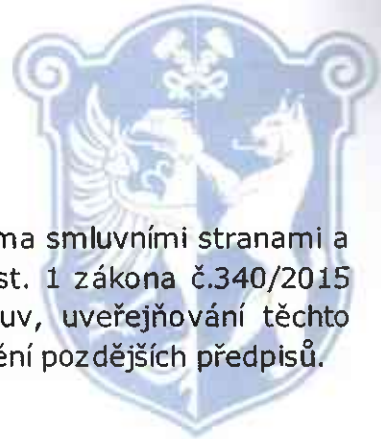 ma smluvními stranami a
st. 1 zákona č.340/2015
uv, uveřejňování těchto
ění pozdějších předpisů.